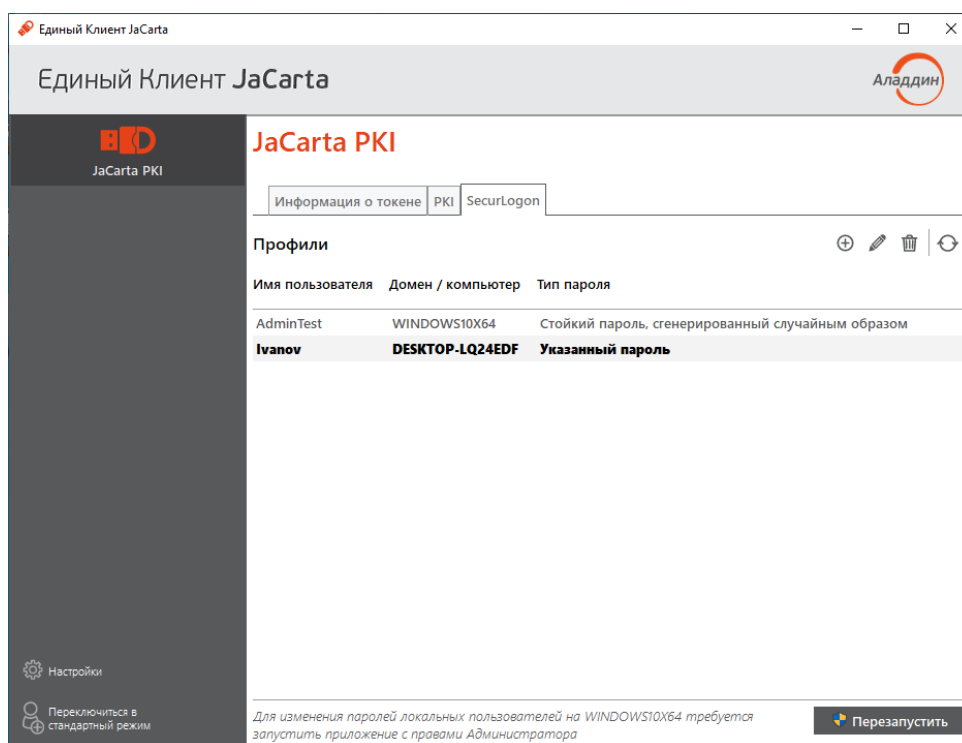 Единый Клиент JaCarta
Единый Клиент JaCarta
Аладдин
JaCarta PKI
JaCarta PKI
Информация о токене PKI SecurLogon
Профили
Имя пользователя Домен / компьютер Тип пароля
AdminTest WINDOWS10X64 Стойкий пароль, сгенерированный случайным образом
Ivanov DESKTOP-LQ24EDF Указанный пароль
Настройки
Переключиться в
стандартный режим
Для изменения паролей локальных пользователей на WINDOWS10X64 требуется
запустить приложение с правами Администратора
Перезапустить